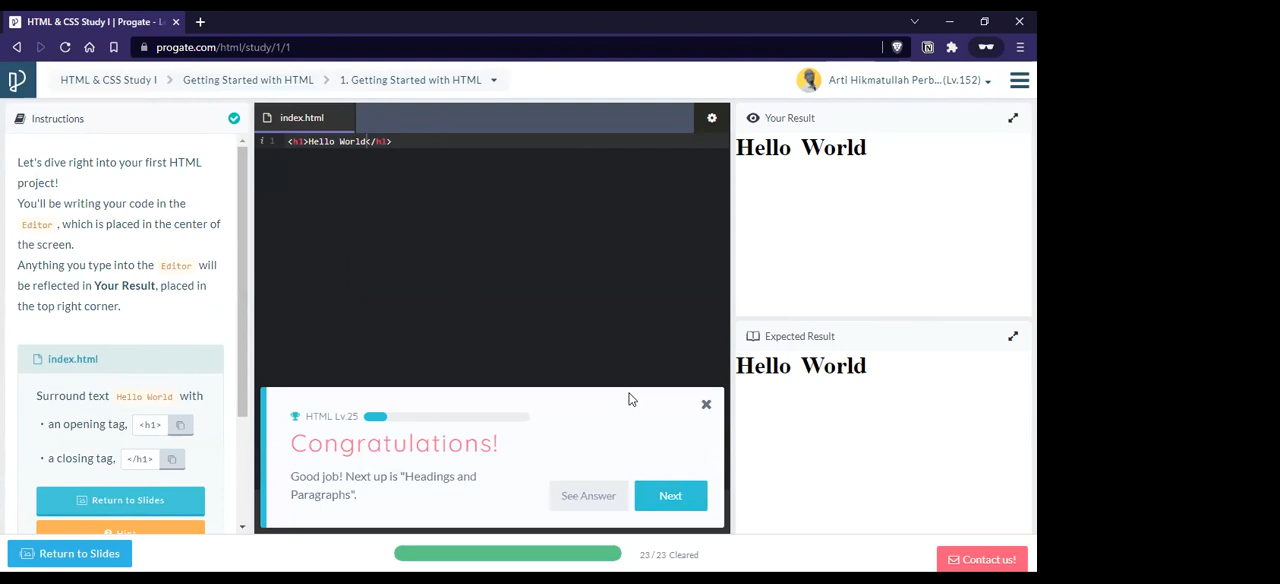 HTML & CSS Study I | Progate - L
progate.com/html/study/1/1
HTML & CSS Study I > Getting Started with HTML > 1. Getting Started with HTML
Arti Hikmatullah Perb...(Lv.152)
Instructions
Let's dive right into your first HTML
project!
You'll be writing your code in the
Editor , which is placed in the center of
the screen.
Anything you type into the Editor will
be reflected in Your Result, placed in
the top right corner.
index.html
Surround text Hello World with
• an opening tag, <h1>
• a closing tag, </h1>
Return to Slides
Hint
Return to Slides
index.html
i 1 <h1>Hello World</h1>
HTML Lv.25
Congratulations!
Good job! Next up is "Headings and
Paragraphs".
See Answer
Next
23/23 Cleared
Your Result
Hello World
Expected Result
Hello World
Contact us!